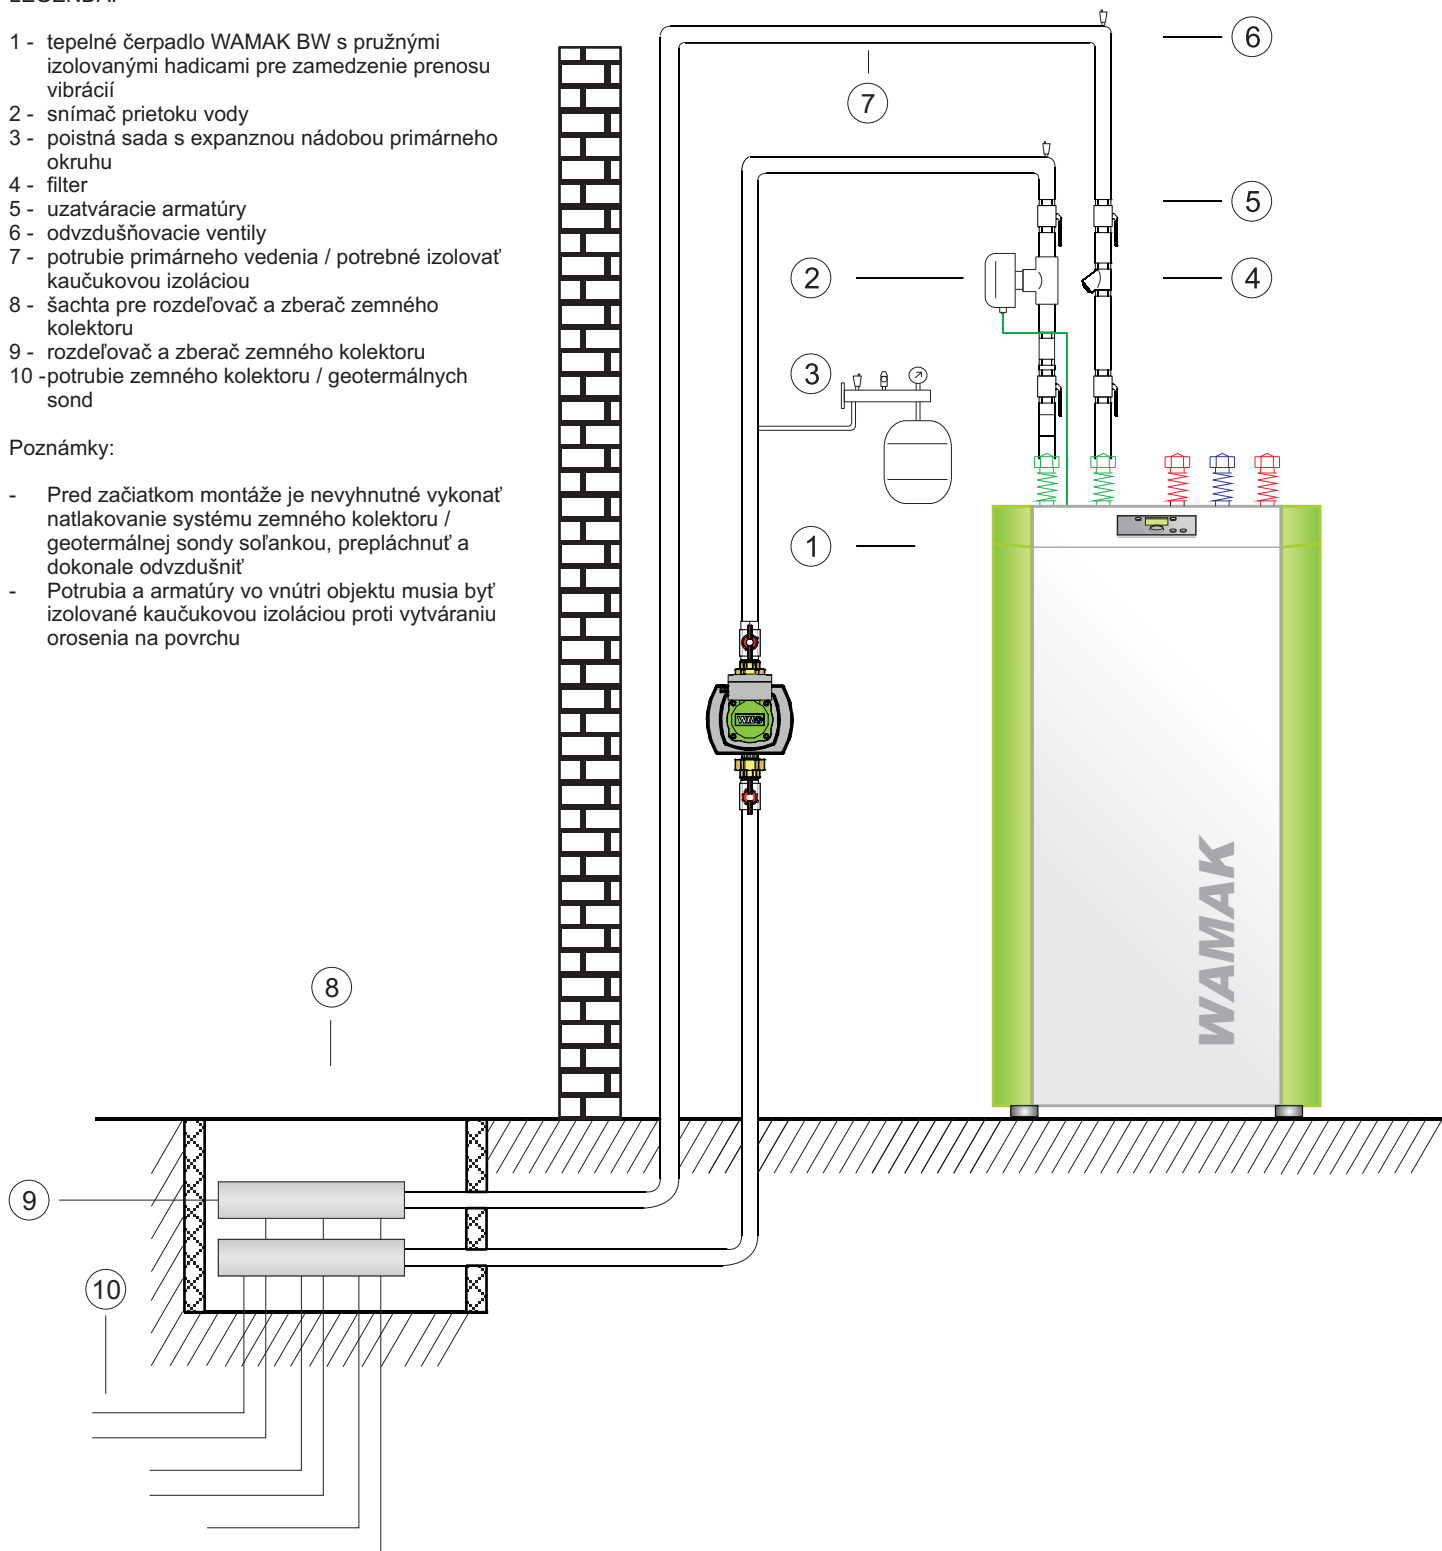 LEGENDA:
1 - tepelné čerpadlo WAMAK BW s pružnými
izolovanými hadicami pre zamedzenie prenosu
vibrácií
2 - snímač prietoku vody
3 - poistná sada s expanznou nádobou primárneho
okruhu
4 - filter
5 - uzatváracie armatúry
6 - odvzdušňovacie ventily
7 - potrubie primárneho vedenia / potrebné izolovať
kaučukovou izoláciou
8 - šachta pre rozdeľovač a zberač zemného
kolektoru
9 - rozdeľovač a zberač zemného kolektoru
10 -potrubie zemného kolektoru / geotermálnych
sond
Poznámky:
- Pred začiatkom montáže je nevyhnutné vykonať
natlakovanie systému zemného kolektoru /
geotermálnej sondy soľankou, prepláchnuť a
dokonale odvzdušniť
- Potrubia a armatúry vo vnútri objektu musia byť
izolované kaučukovou izoláciou proti vytváraniu
orosenia na povrchu
6
7
5
2
4
3
1
wilo
WAMAK
8
9
10